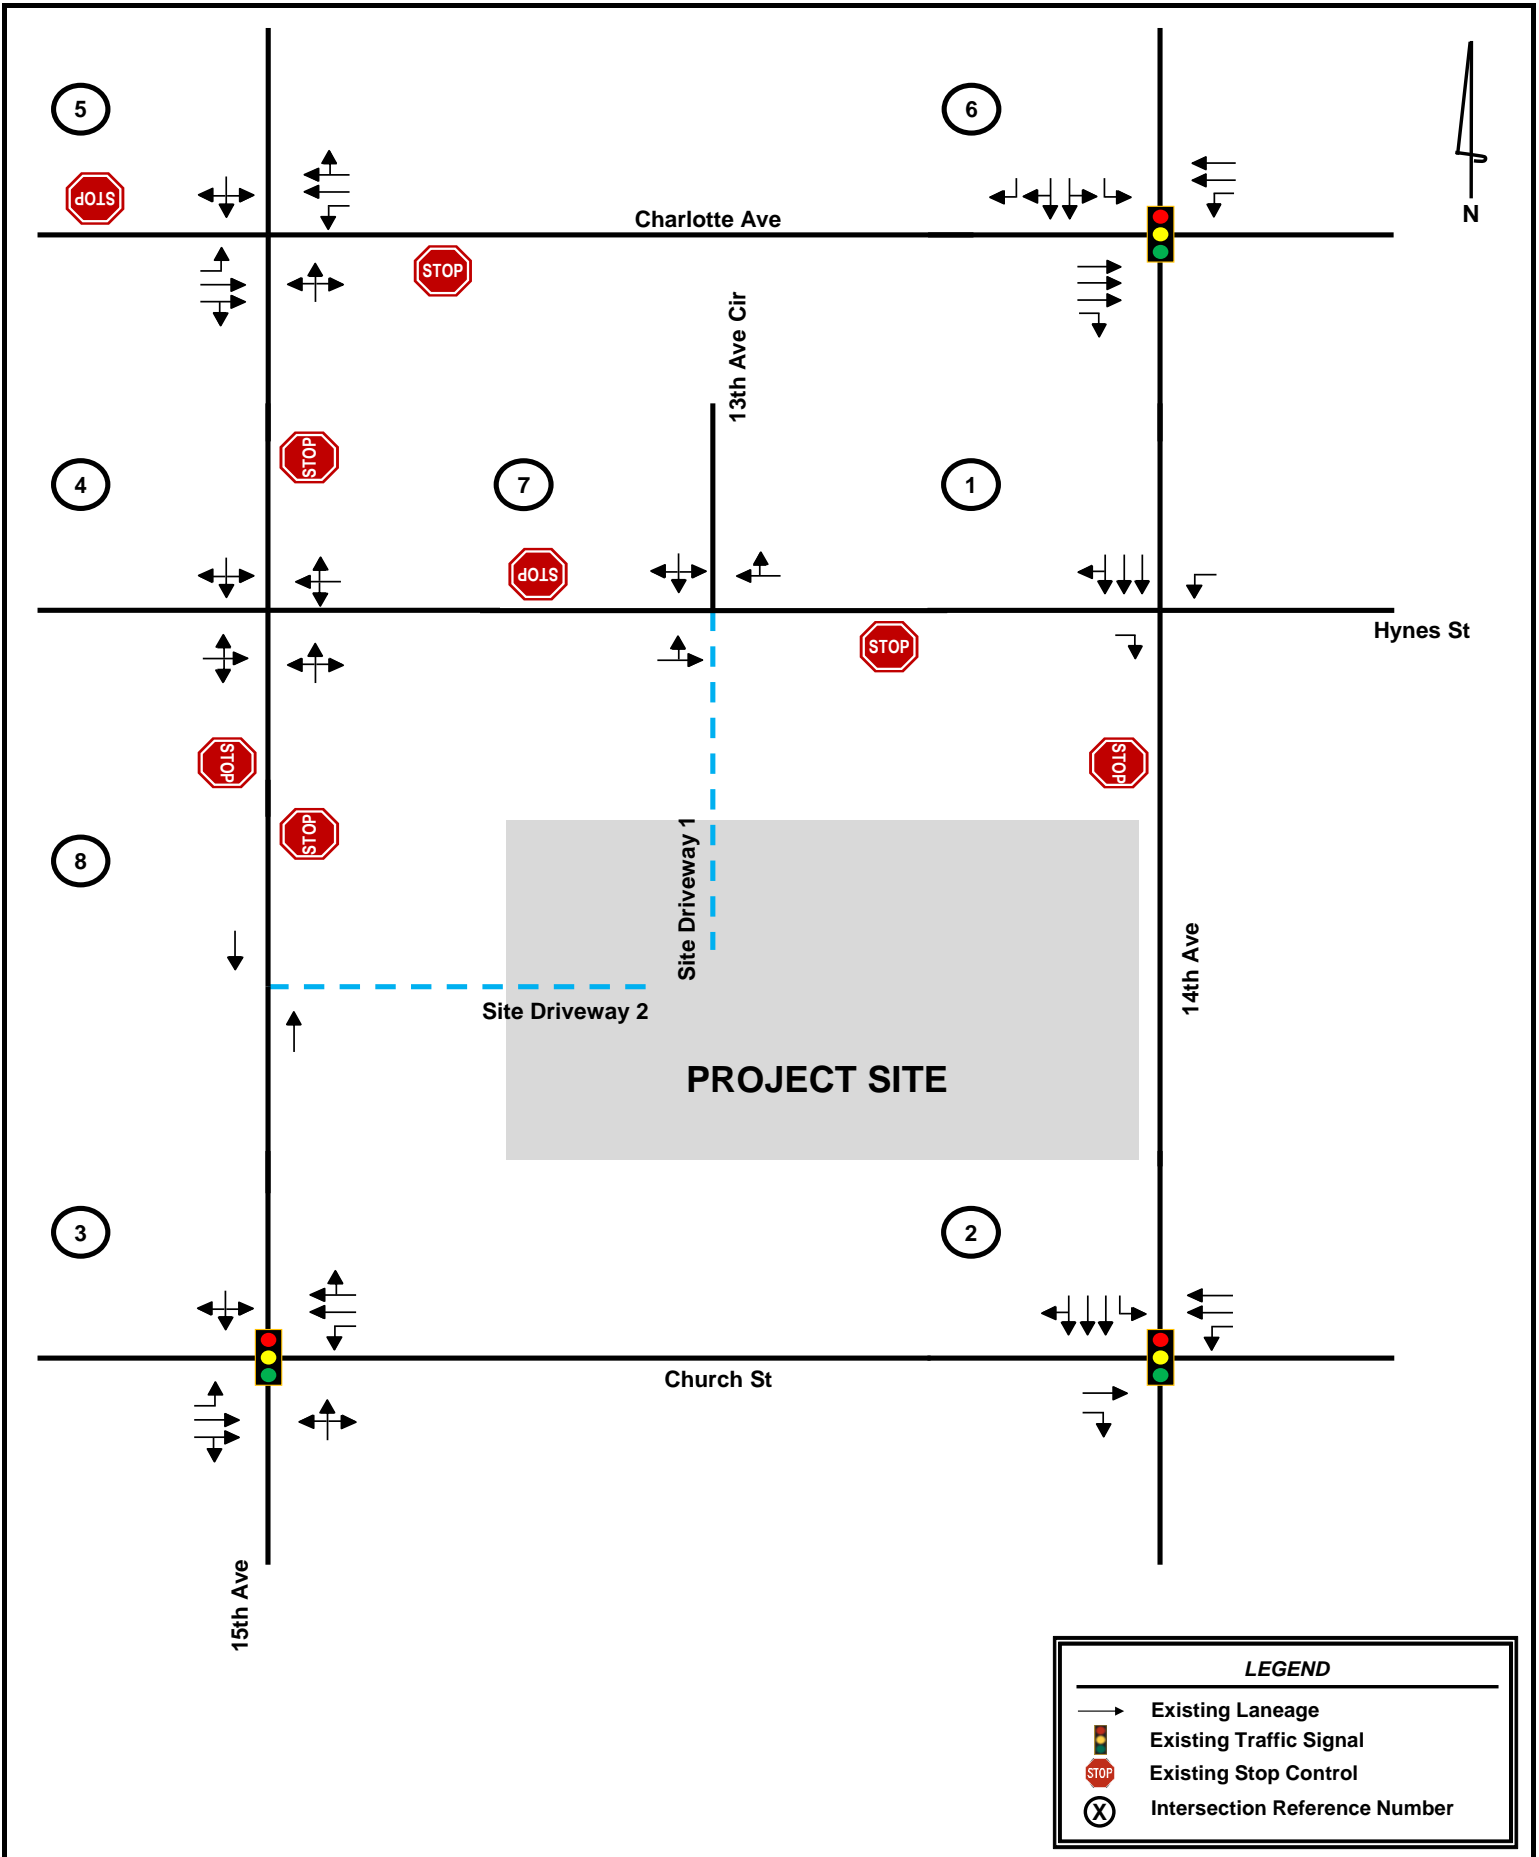 5
6
STOP
Charlotte Ave
N
STOP
13th Ave Cir
STOP
4
7
1
STOP
Hynes St
STOP
STOP
STOP
STOP
8
Site Driveway 1
14th Ave
Site Driveway 2
PROJECT SITE
3
2
Church St
15th Ave
LEGEND
Existing Laneage
Existing Traffic Signal
STOP Existing Stop Control
X Intersection Reference Number